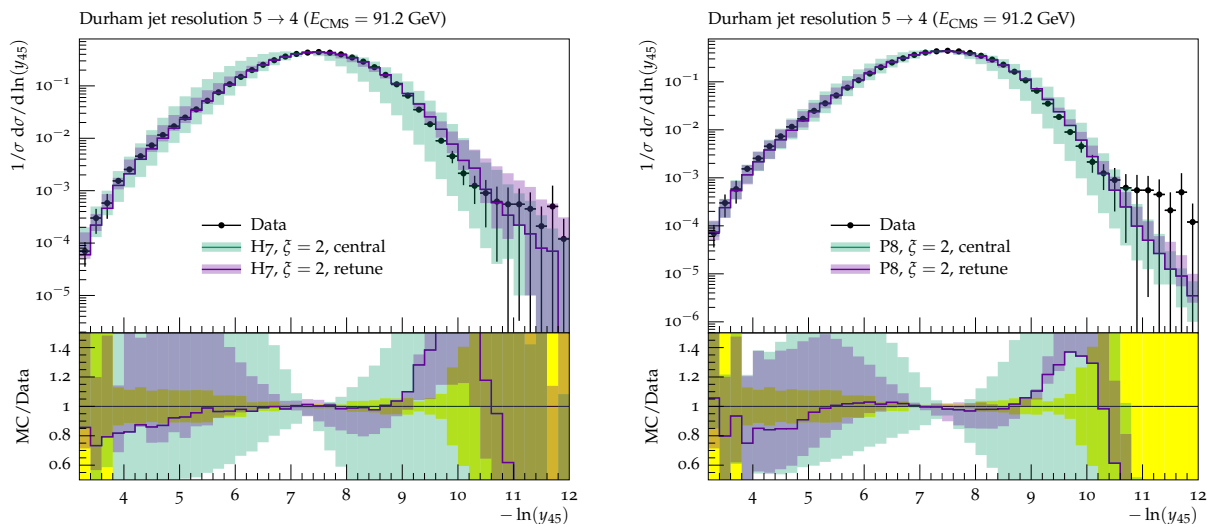 Durham jet resolution 5 → 4 (E_CMS = 91.2 GeV)
1/σ dσ/d ln(y_45)
10^−1
10^−2
10^−3
10^−4
10^−5
Data
H7, ξ = 2, central
H7, ξ = 2, retune
MC/Data
1.4
1.2
1
0.8
0.6
4 5 6 7 8 9 10 11 12
− ln(y_45)
Durham jet resolution 5 → 4 (E_CMS = 91.2 GeV)
1/σ dσ/d ln(y_45)
10^−1
10^−2
10^−3
10^−4
10^−5
10^−6
Data
P8, ξ = 2, central
P8, ξ = 2, retune
MC/Data
1.4
1.2
1
0.8
0.6
4 5 6 7 8 9 10 11 12
− ln(y_45)